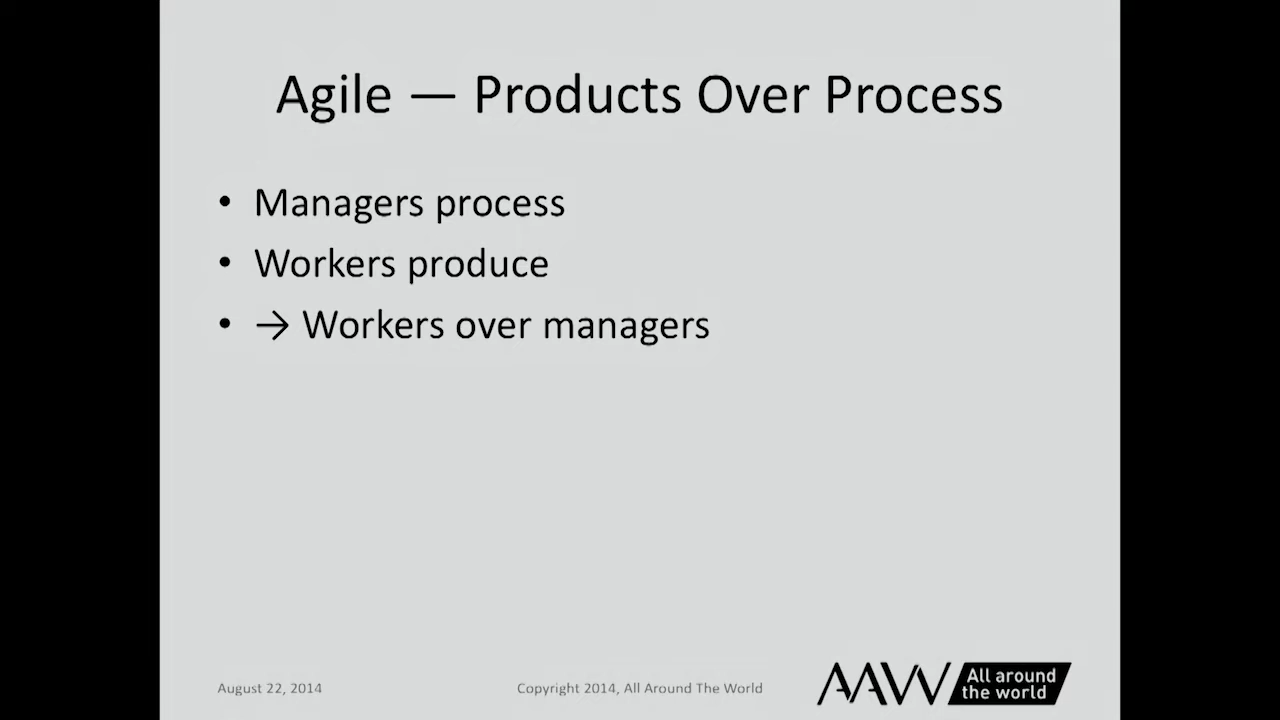 Agile — Products Over Process
• Managers process
• Workers produce
• → Workers over managers
August 22, 2014
Copyright 2014, All Around The World
AAW All around
the world